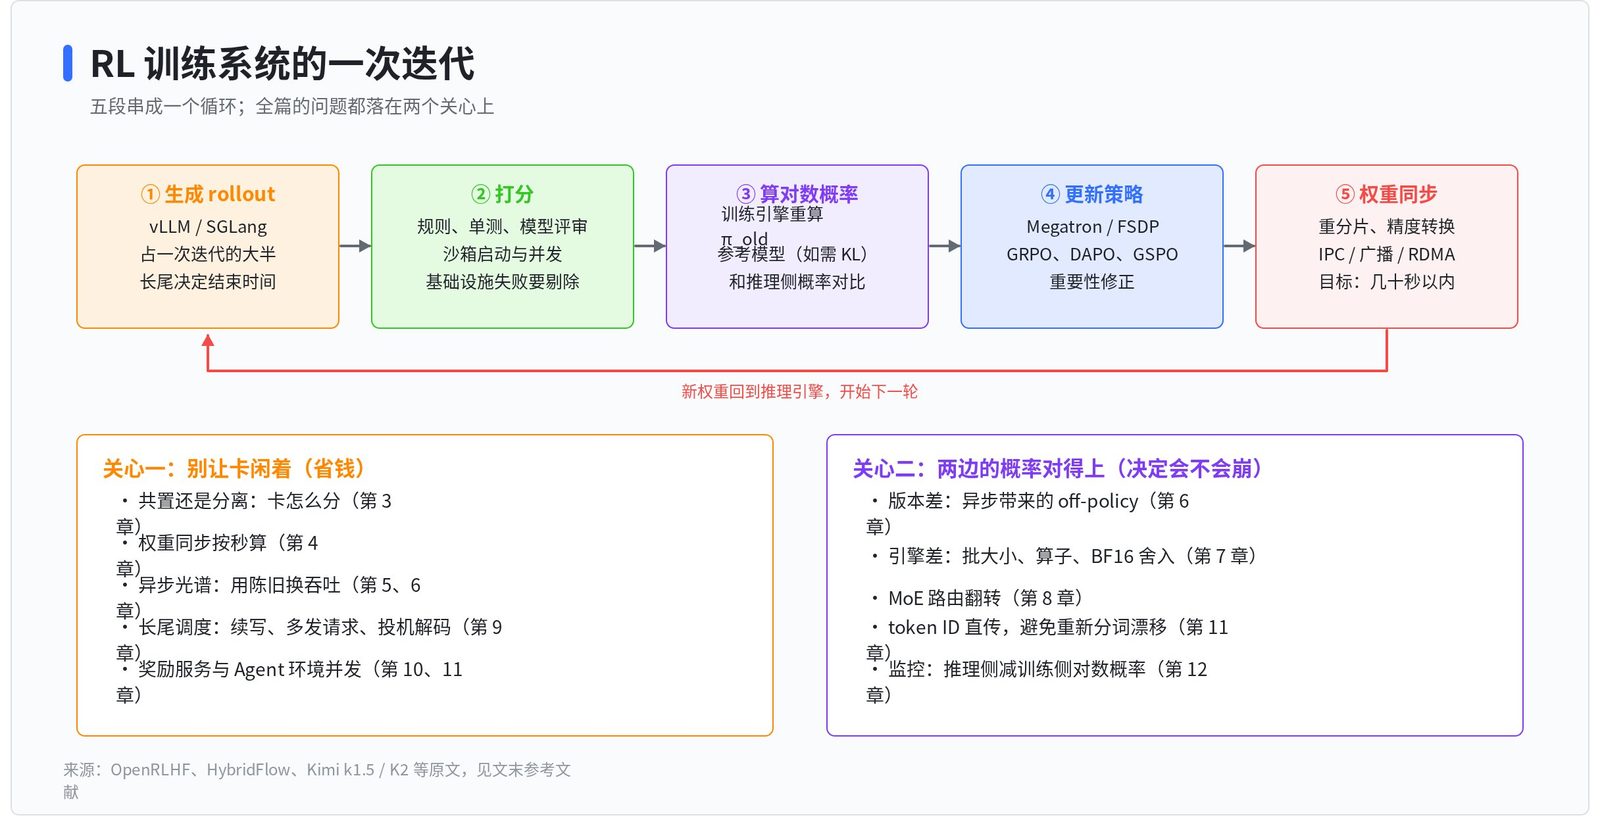 RL 训练系统的一次迭代
五段串成一个循环；全篇的问题都落在两个关心上
① 生成 rollout
vLLM / SGLang
占一次迭代的大半
长尾决定结束时间
② 打分
规则、单测、模型评审
沙箱启动与并发
基础设施失败要剔除
③ 算对数概率
训练引擎重算
π_old
参考模型（如需 KL）
和推理侧概率对比
④ 更新策略
Megatron / FSDP
GRPO、DAPO、GSPO
重要性修正
⑤ 权重同步
重分片、精度转换
IPC / 广播 / RDMA
目标：几十秒以内
新权重回到推理引擎，开始下一轮
关心一：别让卡闲着（省钱）
• 共置还是分离：卡怎么分（第 3
章）
• 权重同步按秒算（第 4
章）
• 异步光谱：用陈旧换吞吐（第 5、6
章）
• 长尾调度：续写、多发请求、投机解码（第 9
章）
• 奖励服务与 Agent 环境并发（第 10、11
章）
关心二：两边的概率对得上（决定会不会崩）
• 版本差：异步带来的 off-policy（第 6
章）
• 引擎差：批大小、算子、BF16 舍入（第 7 章）
• MoE 路由翻转（第 8 章）
• token ID 直传，避免重新分词漂移（第 11
章）
• 监控：推理侧减训练侧对数概率（第 12
章）
来源：OpenRLHF、HybridFlow、Kimi k1.5 / K2 等原文，见文末参考文
献